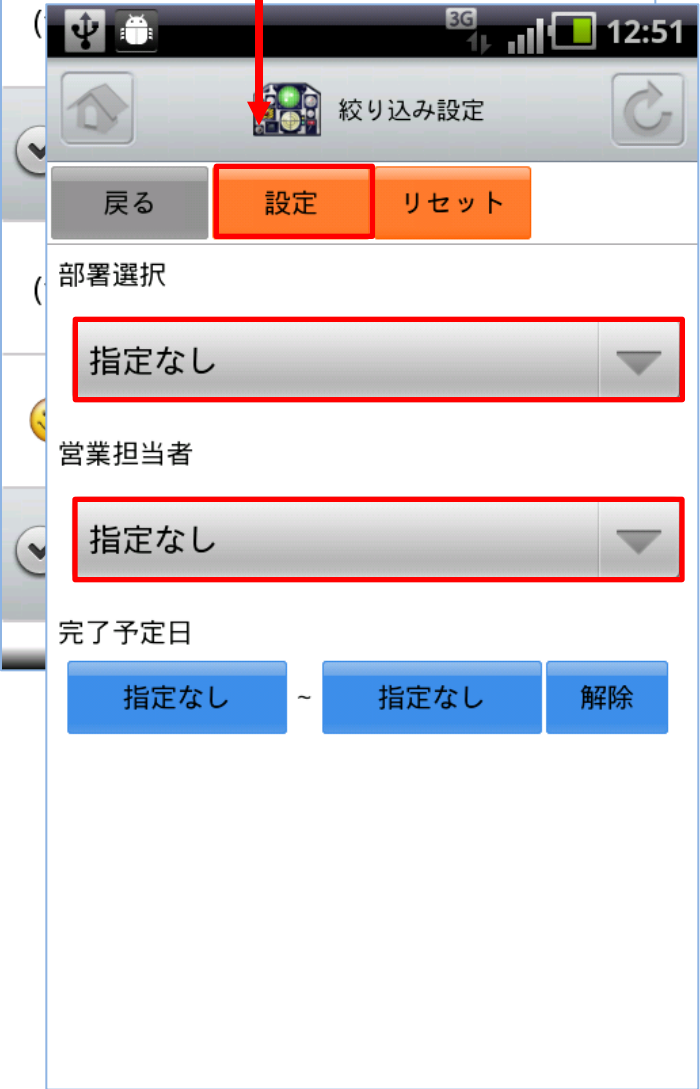 3G 12:51
絞り込み設定
戻る 設定 リセット
部署選択
指定なし
営業担当者
指定なし
完了予定日
指定なし ~ 指定なし 解除
(
(